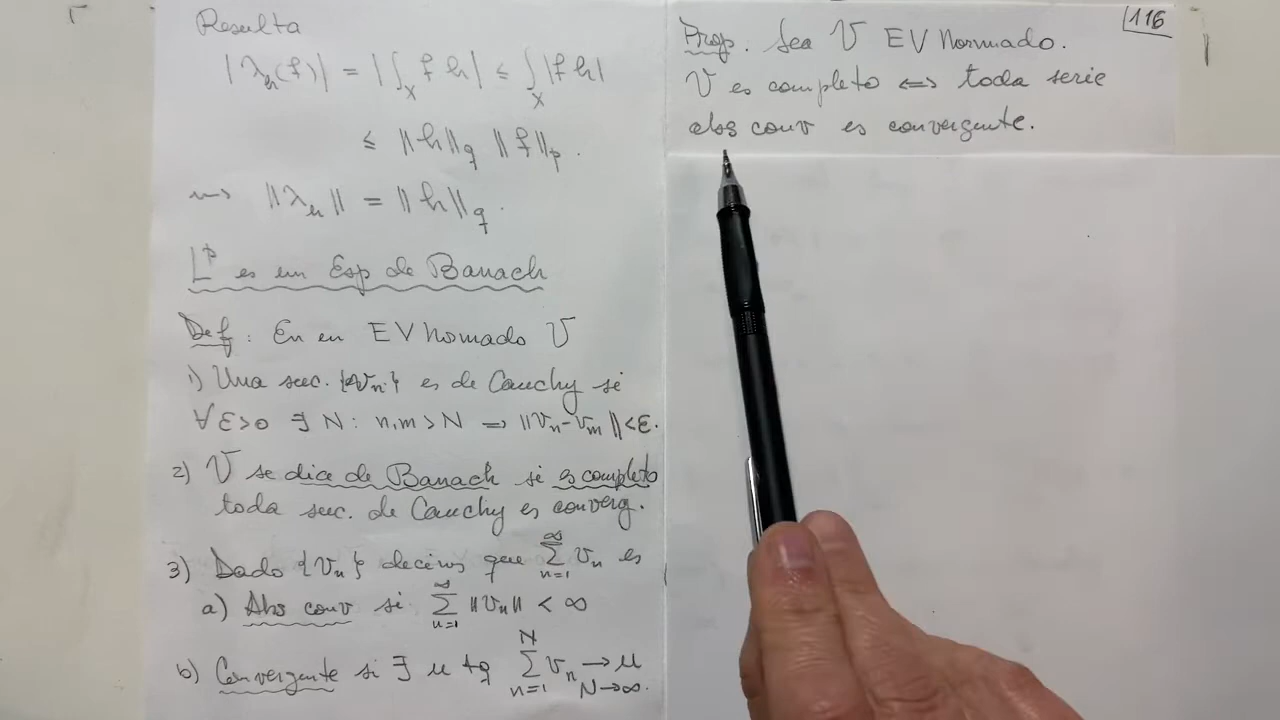 Resulta
|λ_h(f)| = |∫_X f h| ≤ ∫_X |f h|
≤ ‖h‖_q ‖f‖_p .
⇝ ‖λ_h‖ = ‖h‖_q .
L^p es un Esp de Banach
Def : En un EV Normado V
1) Una suc. {v_n} es de Cauchy si
∀ε>0 ∃ N : n,m > N ⇒ ‖v_n - v_m‖ < ε.
2) V se dice de Banach si es completo
toda suc. de Cauchy es converg.
3) Dado {v_n} decimos que ∑_{n=1}^{∞} v_n es
a) Abs conv si ∑_{n=1}^{∞} ‖v_n‖ < ∞
b) Convergente si ∃ u tq ∑_{n=1}^{N} v_n → u
N→∞.
116
Prop. Sea V EV Normado.
V es completo ⇔ toda serie
abs conv es convergente.